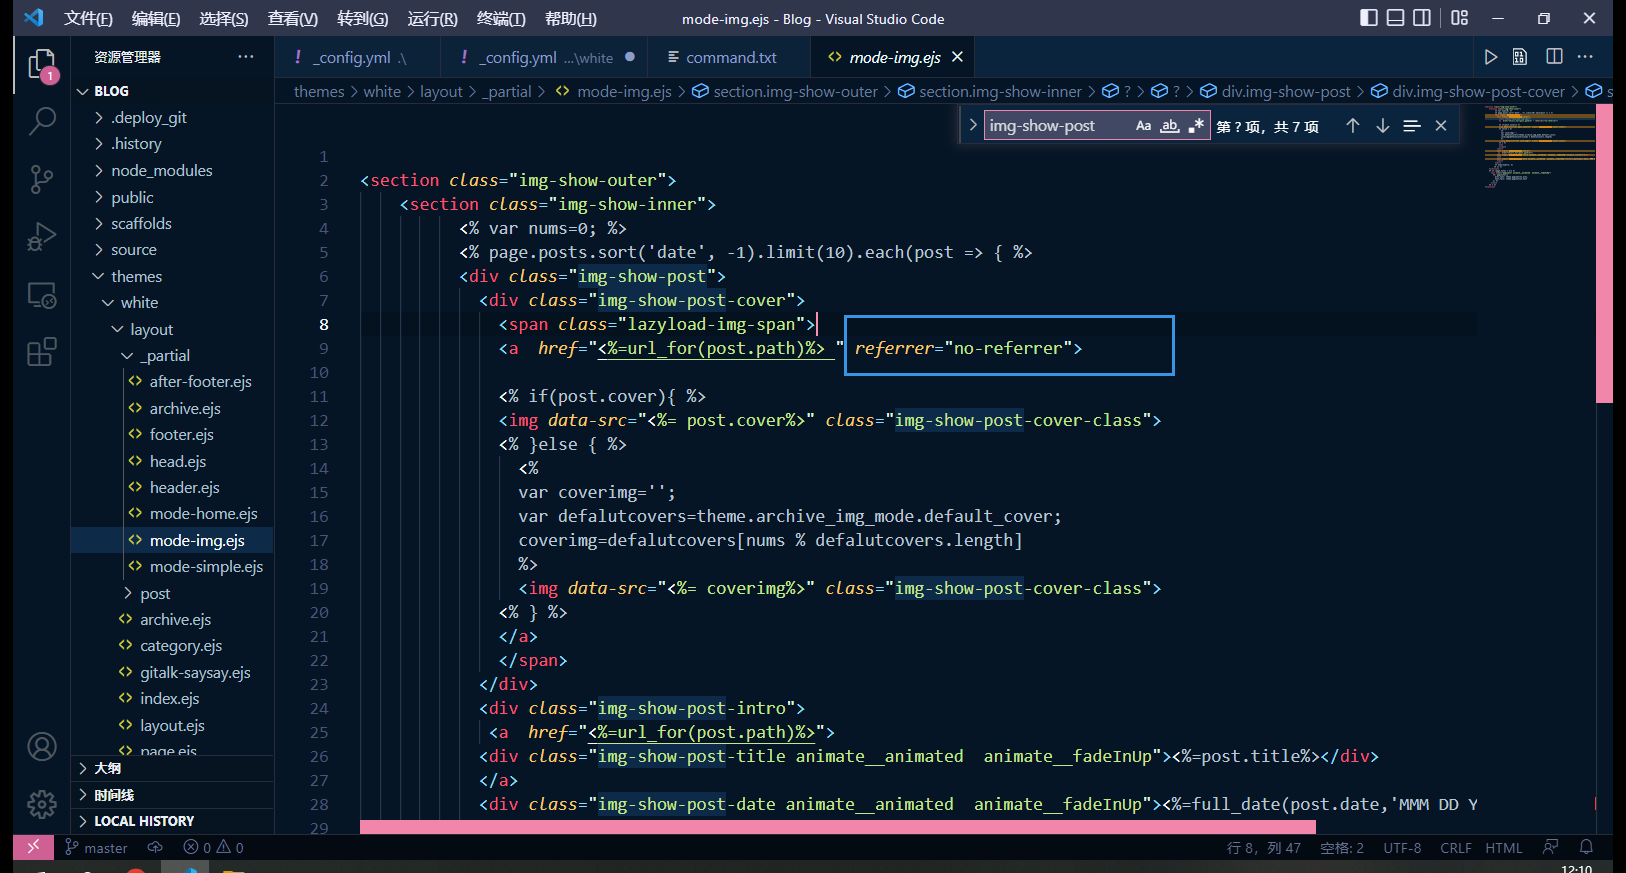 文件(F) 编辑(E) 选择(S) 查看(V) 转到(G) 运行(R) 终端(T) 帮助(H) mode-img.ejs - Blog - Visual Studio Code
资源管理器 ···
! _config.yml .\ ! _config.yml ...\white command.txt <> mode-img.ejs
themes > white > layout > _partial > <> mode-img.ejs > section.img-show-outer > section.img-show-inner > ? > ? > div.img-show-post > div.img-show-post-cover > s
img-show-post Aa ab .* 第 ? 项，共 7 项
1
BLOG
.deploy_git
.history
node_modules
public
scaffolds
source
themes
white
layout
_partial
<> after-footer.ejs
<> archive.ejs
<> footer.ejs
<> head.ejs
<> header.ejs
<> mode-home.ejs
<> mode-img.ejs
<> mode-simple.ejs
post
<> archive.ejs
<> category.ejs
<> gitalk-saysay.ejs
<> index.ejs
<> layout.ejs
<> page.ejs
大纲
时间线
LOCAL HISTORY
1
2 <section class="img-show-outer">
3 <section class="img-show-inner">
4 <% var nums=0; %>
5 <% page.posts.sort('date', -1).limit(10).each(post => { %>
6 <div class="img-show-post">
7 <div class="img-show-post-cover">
8 <span class="lazyload-img-span">
9 <a  href="<%=url_for(post.path)%> " referrer="no-referrer">
10
11 <% if(post.cover){ %>
12 <img data-src="<%= post.cover%>" class="img-show-post-cover-class">
13 <% }else { %>
14 <%
15 var coverimg='';
16 var defalutcovers=theme.archive_img_mode.default_cover;
17 coverimg=defalutcovers[nums % defalutcovers.length]
18 %>
19 <img data-src="<%= coverimg%>" class="img-show-post-cover-class">
20 <% } %>
21 </a>
22 </span>
23 </div>
24 <div class="img-show-post-intro">
25 <a  href="<%=url_for(post.path)%>">
26 <div class="img-show-post-title animate__animated  animate__fadeInUp"><%=post.title%></div>
27 </a>
28 <div class="img-show-post-date animate__animated  animate__fadeInUp"><%=full_date(post.date,'MMM DD Y
29
master 0 0 行 8，列 47 空格: 2 UTF-8 CRLF HTML
12:10